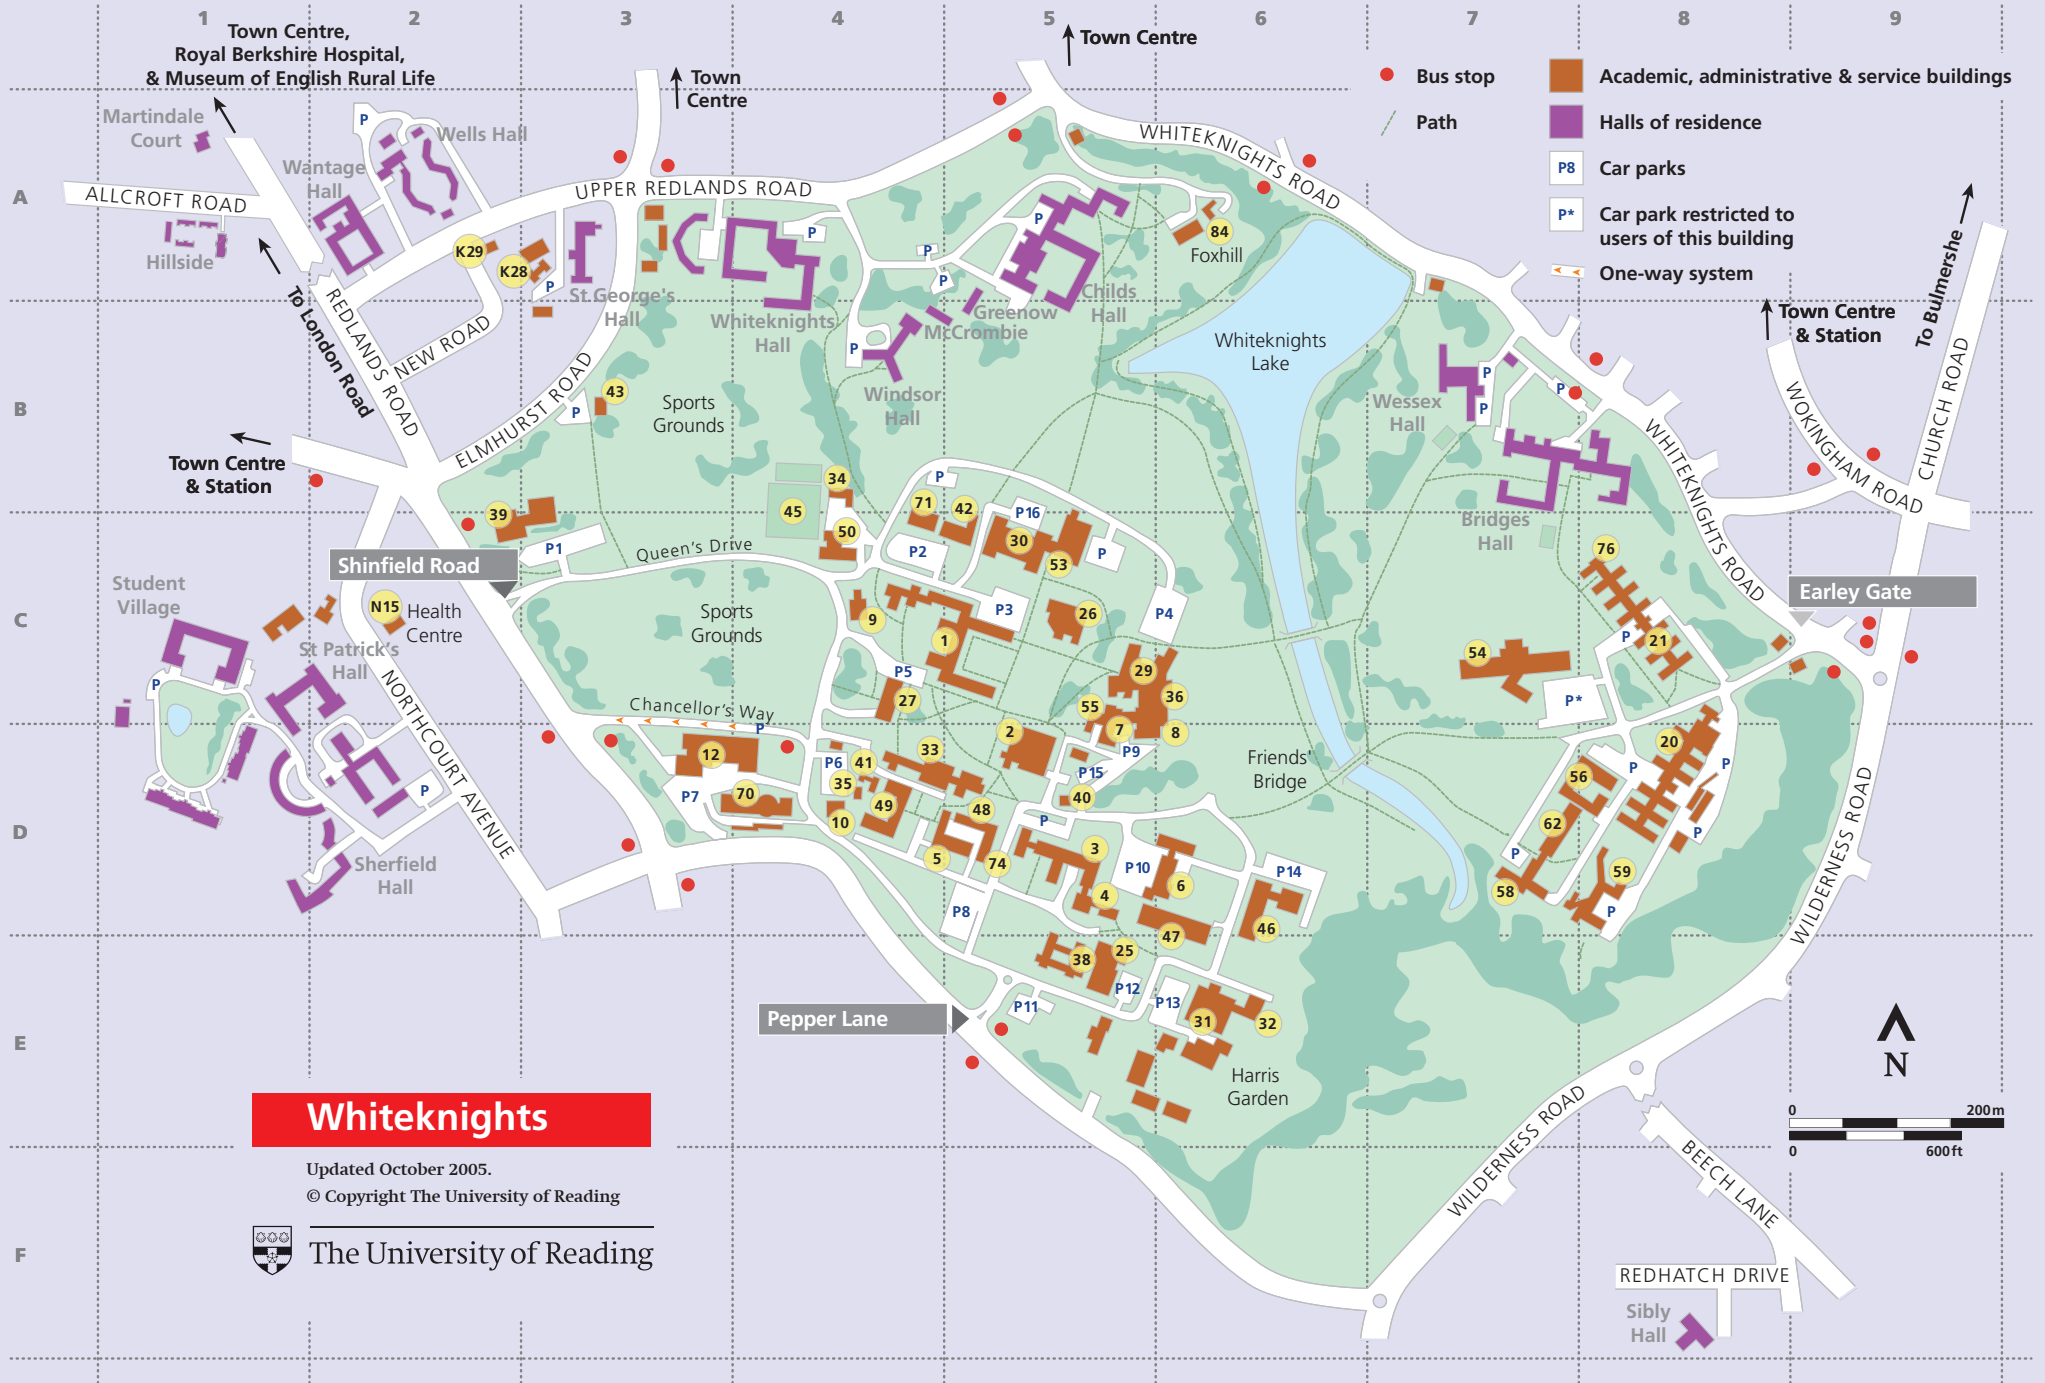 1 2 3 4 5 6 7 8 9
Town Centre,
Royal Berkshire Hospital,
& Museum of English Rural Life
Town
Centre
Town Centre
Bus stop
Path
Academic, administrative & service buildings
Halls of residence
P8 Car parks
P* Car park restricted to
users of this building
One-way system
A
Martindale
Court
Wantage
Hall
P
Wells Hall
ALLCROFT ROAD
Hillside
To London Road
REDLANDS ROAD
NEW ROAD
K29
K28
P
UPPER REDLANDS ROAD
St George's
Hall
ELMHURST ROAD
Whiteknights
Hall
P
P
P
P
McCrombie
Greenow
Childs
Hall
P
Windsor
Hall
84
Foxhill
WHITEKNIGHTS ROAD
Whiteknights
Lake
To Bulmershe
Town Centre
& Station
CHURCH ROAD
WOKINGHAM ROAD
B
43
P
Sports
Grounds
Town Centre
& Station
Wessex
Hall
P
P
P
Bridges
Hall
WHITEKNIGHTS ROAD
34
45
50
71
42
P
P16
30
53
P
P2
39
P1
Queen's Drive
Shinfield Road
C
Student
Village
N15
Health
Centre
St Patrick's
Hall
P
Sports
Grounds
9
1
P3
26
P4
P5
27
29
36
55
7
8
P9
54
P*
76
21
P
Earley Gate
Chancellor's Way
P
12
70
P7
P6
41
35
10
49
33
48
2
P15
40
P
5
74
3
4
P10
6
P14
46
47
P8
Friends'
Bridge
NORTHCOURT AVENUE
P
Sherfield
Hall
D
20
56
P
P
62
P
P
58
59
P
WILDERNESS ROAD
E
Pepper Lane
38
25
P12
P11
P13
31
32
Harris
Garden
N
0 200m
0 600ft
WILDERNESS ROAD
BEECH LANE
REDHATCH DRIVE
Sibly
Hall
F
Whiteknights
Updated October 2005.
© Copyright The University of Reading
The University of Reading